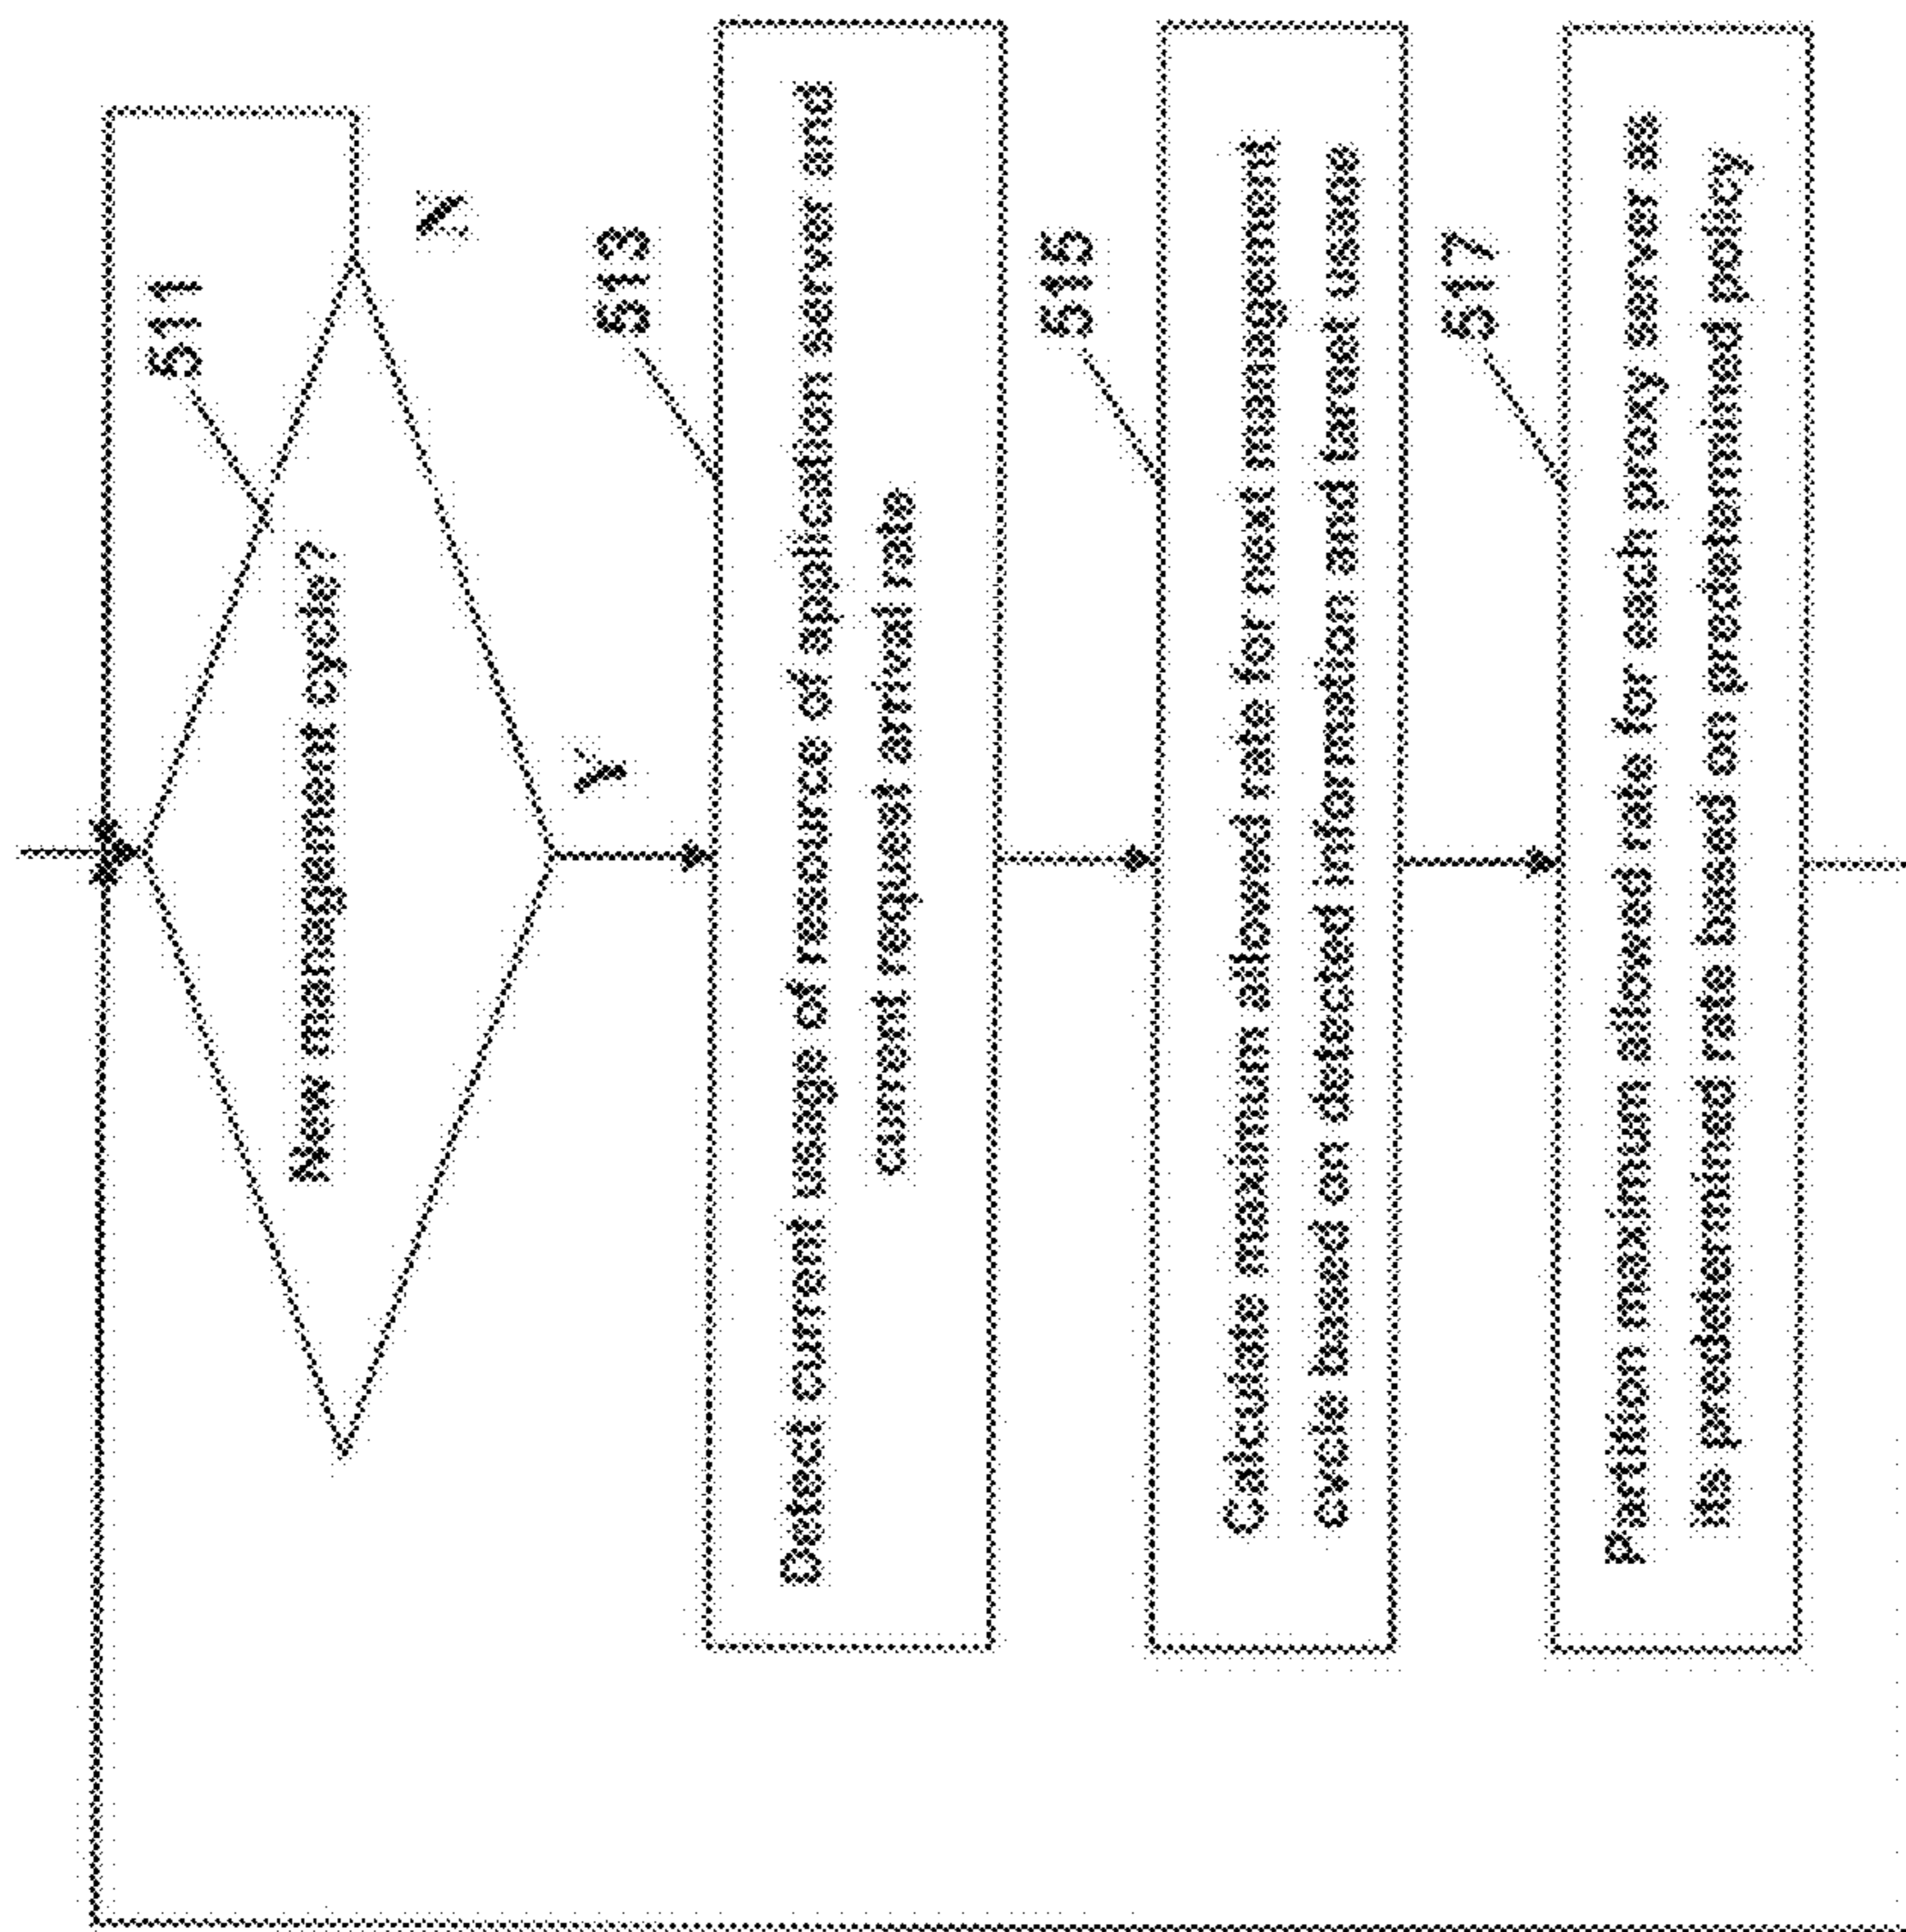 511
New management cycle?
N
Y
513
Detect current usage of resource of application server and
current request arrival rate
515
Calculate maximum allowed rate for next management
cycle based on detected information and target usage
517
Partition maximum allowed rate for each proxy server as
its predetermined rate based on predetermined policy